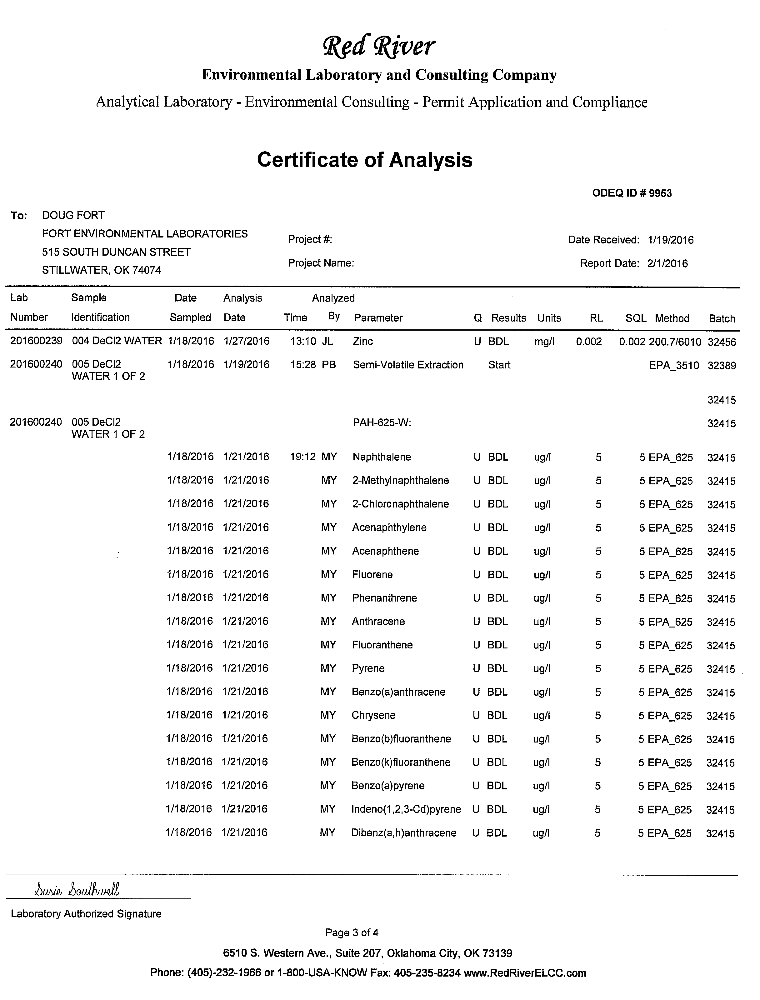 Red River
Environmental Laboratory and Consulting Company
Analytical Laboratory - Environmental Consulting - Permit Application and Compliance
Certificate of Analysis
ODEQ ID # 9953
To: DOUG FORT
FORT ENVIRONMENTAL LABORATORIES
515 SOUTH DUNCAN STREET
STILLWATER, OK 74074
Project #:
Date Received: 1/19/2016
Project Name:
Report Date: 2/1/2016
Lab Sample Date Analysis Analyzed
Number Identification Sampled Date Time By Parameter Q Results Units RL SQL Method Batch
201600239 004 DeCl2 WATER 1/18/2016 1/27/2016 13:10 JL Zinc U BDL mg/l 0.002 0.002 200.7/6010 32456
201600240 005 DeCl2 1/18/2016 1/19/2016 15:28 PB Semi-Volatile Extraction Start EPA_3510 32389
WATER 1 OF 2
32415
201600240 005 DeCl2 PAH-625-W: 32415
WATER 1 OF 2
1/18/2016 1/21/2016 19:12 MY Naphthalene U BDL ug/l 5 5 EPA_625 32415
1/18/2016 1/21/2016 MY 2-Methylnaphthalene U BDL ug/l 5 5 EPA_625 32415
1/18/2016 1/21/2016 MY 2-Chloronaphthalene U BDL ug/l 5 5 EPA_625 32415
1/18/2016 1/21/2016 MY Acenaphthylene U BDL ug/l 5 5 EPA_625 32415
1/18/2016 1/21/2016 MY Acenaphthene U BDL ug/l 5 5 EPA_625 32415
1/18/2016 1/21/2016 MY Fluorene U BDL ug/l 5 5 EPA_625 32415
1/18/2016 1/21/2016 MY Phenanthrene U BDL ug/l 5 5 EPA_625 32415
1/18/2016 1/21/2016 MY Anthracene U BDL ug/l 5 5 EPA_625 32415
1/18/2016 1/21/2016 MY Fluoranthene U BDL ug/l 5 5 EPA_625 32415
1/18/2016 1/21/2016 MY Pyrene U BDL ug/l 5 5 EPA_625 32415
1/18/2016 1/21/2016 MY Benzo(a)anthracene U BDL ug/l 5 5 EPA_625 32415
1/18/2016 1/21/2016 MY Chrysene U BDL ug/l 5 5 EPA_625 32415
1/18/2016 1/21/2016 MY Benzo(b)fluoranthene U BDL ug/l 5 5 EPA_625 32415
1/18/2016 1/21/2016 MY Benzo(k)fluoranthene U BDL ug/l 5 5 EPA_625 32415
1/18/2016 1/21/2016 MY Benzo(a)pyrene U BDL ug/l 5 5 EPA_625 32415
1/18/2016 1/21/2016 MY Indeno(1,2,3-Cd)pyrene U BDL ug/l 5 5 EPA_625 32415
1/18/2016 1/21/2016 MY Dibenz(a,h)anthracene U BDL ug/l 5 5 EPA_625 32415
Susie Southwell
Laboratory Authorized Signature
Page 3 of 4
6510 S. Western Ave., Suite 207, Oklahoma City, OK 73139
Phone: (405)-232-1966 or 1-800-USA-KNOW Fax: 405-235-8234 www.RedRiverELCC.com